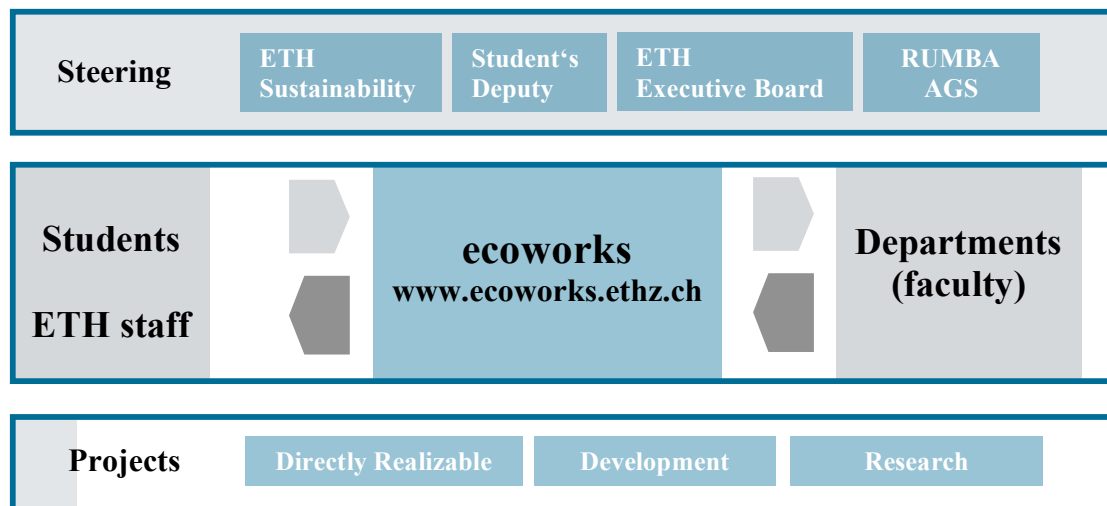 Steering
ETH
Sustainability
Student‘s
Deputy
ETH
Executive Board
RUMBA
AGS
Students
ETH staff
ecoworks
www.ecoworks.ethz.ch
Departments
(faculty)
Projects
Directly Realizable
Development
Research